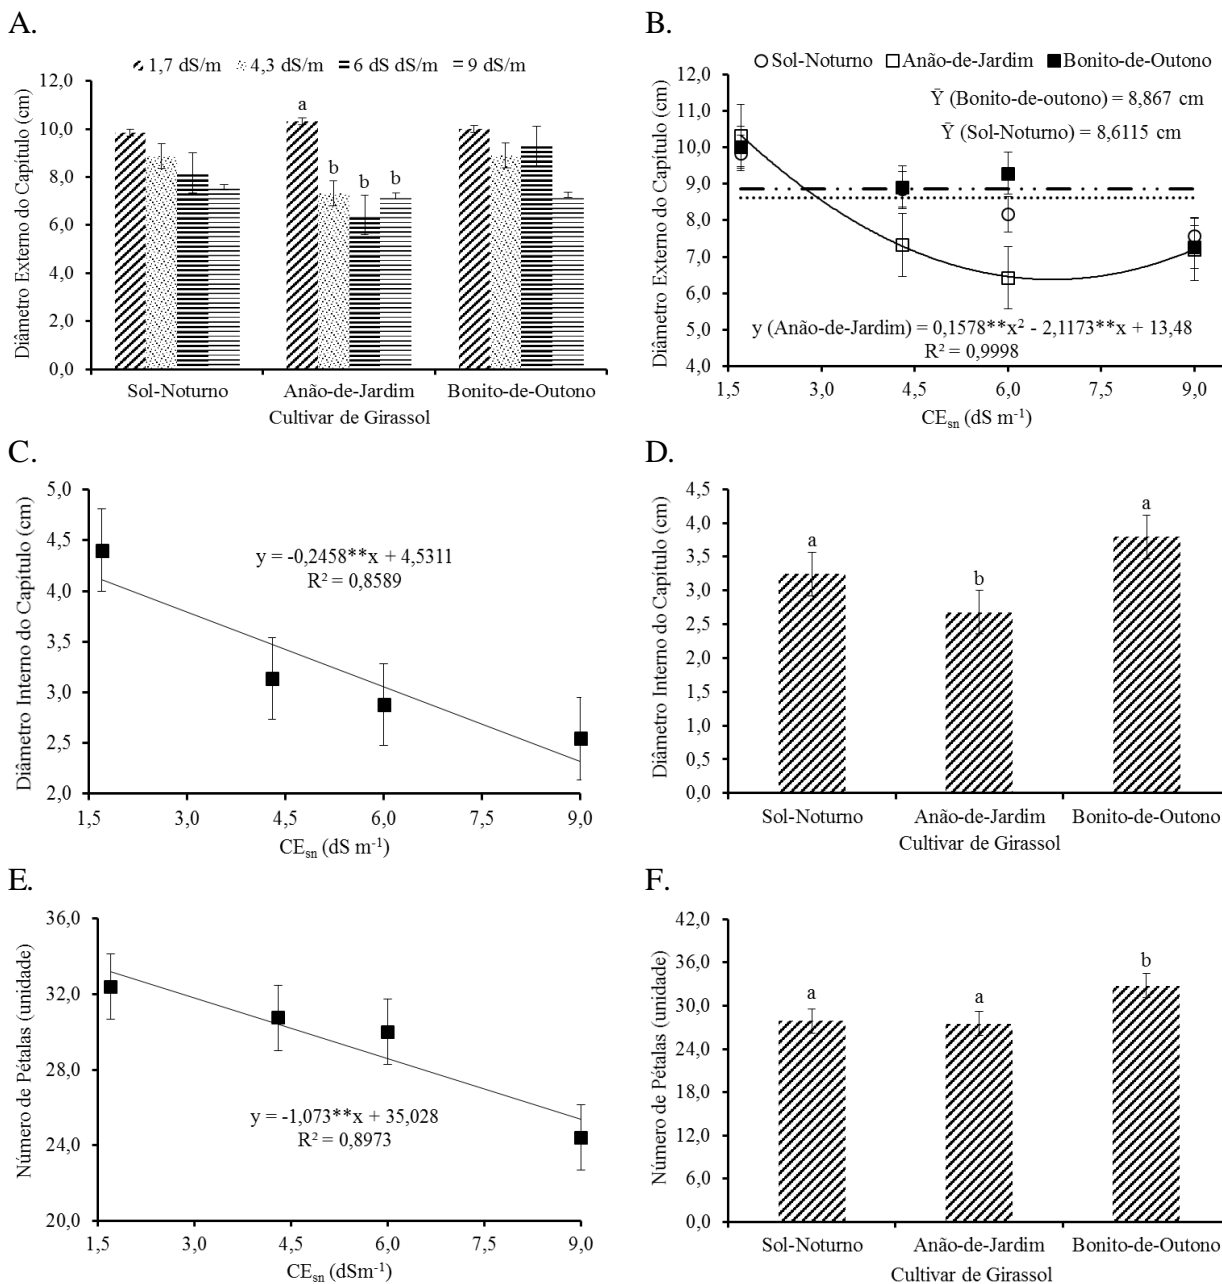 A.
1,7 dS/m 4,3 dS/m 6 dS dS/m 9 dS/m
Diâmetro Externo do Capítulo (cm)
12,0
10,0
8,0
6,0
4,0
2,0
0,0
a
b
b
b
Sol-Noturno Anão-de-Jardim Bonito-de-Outono
Cultivar de Girassol
B.
Sol-Noturno Anão-de-Jardim Bonito-de-Outono
Diâmetro Externo do Capítulo (cm)
12,0
11,0
10,0
9,0
8,0
7,0
6,0
5,0
4,0
Ȳ (Bonito-de-outono) = 8,867 cm
Ȳ (Sol-Noturno) = 8,6115 cm
y (Anão-de-Jardim) = 0,1578**x² - 2,1173**x + 13,48
R² = 0,9998
1,5 3,0 4,5 6,0 7,5 9,0
CEsn (dS m⁻¹)
C.
Diâmetro Interno do Capítulo (cm)
5,0
4,5
4,0
3,5
3,0
2,5
2,0
y = -0,2458**x + 4,5311
R² = 0,8589
1,5 3,0 4,5 6,0 7,5 9,0
CEsn (dS m⁻¹)
D.
Diâmetro Interno do Capítulo (cm)
4,5
4,0
3,5
3,0
2,5
2,0
1,5
1,0
0,5
0,0
a
b
a
Sol-Noturno Anão-de-Jardim Bonito-de-Outono
Cultivar de Girassol
E.
Número de Pétalas (unidade)
36,0
32,0
28,0
24,0
20,0
y = -1,073**x + 35,028
R² = 0,8973
1,5 3,0 4,5 6,0 7,5 9,0
CEsn (dSm⁻¹)
F.
Número de Pétalas (unidade)
42,0
36,0
30,0
24,0
18,0
12,0
6,0
0,0
a
a
b
Sol-Noturno Anão-de-Jardim Bonito-de-Outono
Cultivar de Girassol